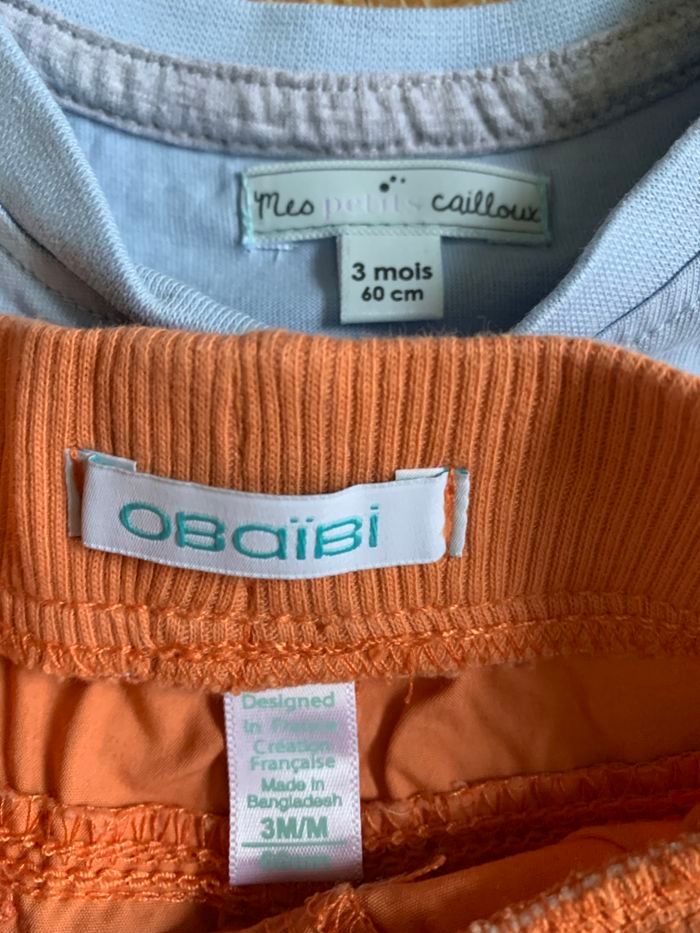 Mes petits cailloux
3 mois
60 cm
OBaïBi
Designed
in France
Création
Française
Made in
Bangladesh
3M/M